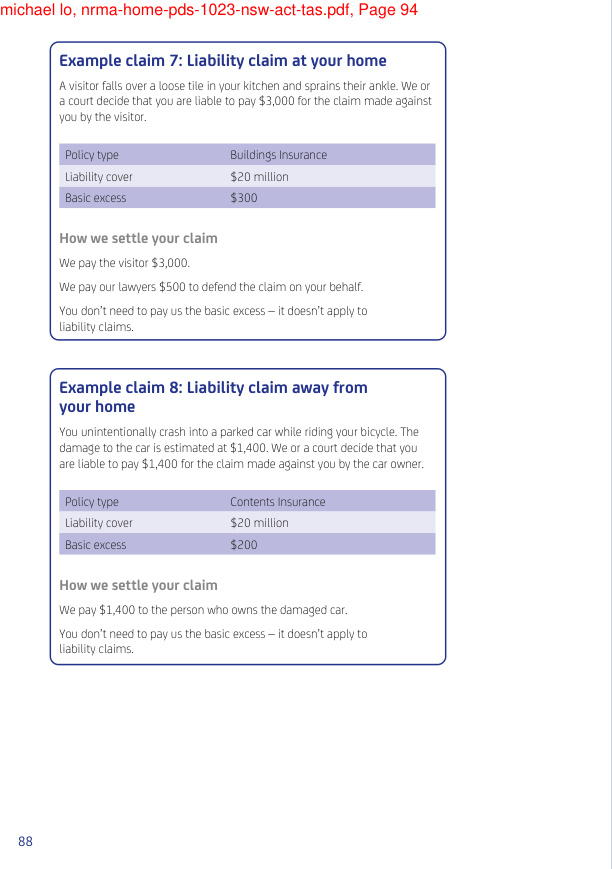 michael lo, nrma-home-pds-1023-nsw-act-tas.pdf, Page 94
Example claim 7: Liability claim at your home
A visitor falls over a loose tile in your kitchen and sprains their ankle. We or
a court decide that you are liable to pay $3,000 for the claim made against
you by the visitor.
Policy type Buildings Insurance
Liability cover $20 million
Basic excess $300
How we settle your claim
We pay the visitor $3,000.
We pay our lawyers $500 to defend the claim on your behalf.
You don’t need to pay us the basic excess – it doesn’t apply to
liability claims.
Example claim 8: Liability claim away from
your home
You unintentionally crash into a parked car while riding your bicycle. The
damage to the car is estimated at $1,400. We or a court decide that you
are liable to pay $1,400 for the claim made against you by the car owner.
Policy type Contents Insurance
Liability cover $20 million
Basic excess $200
How we settle your claim
We pay $1,400 to the person who owns the damaged car.
You don’t need to pay us the basic excess – it doesn’t apply to
liability claims.
88